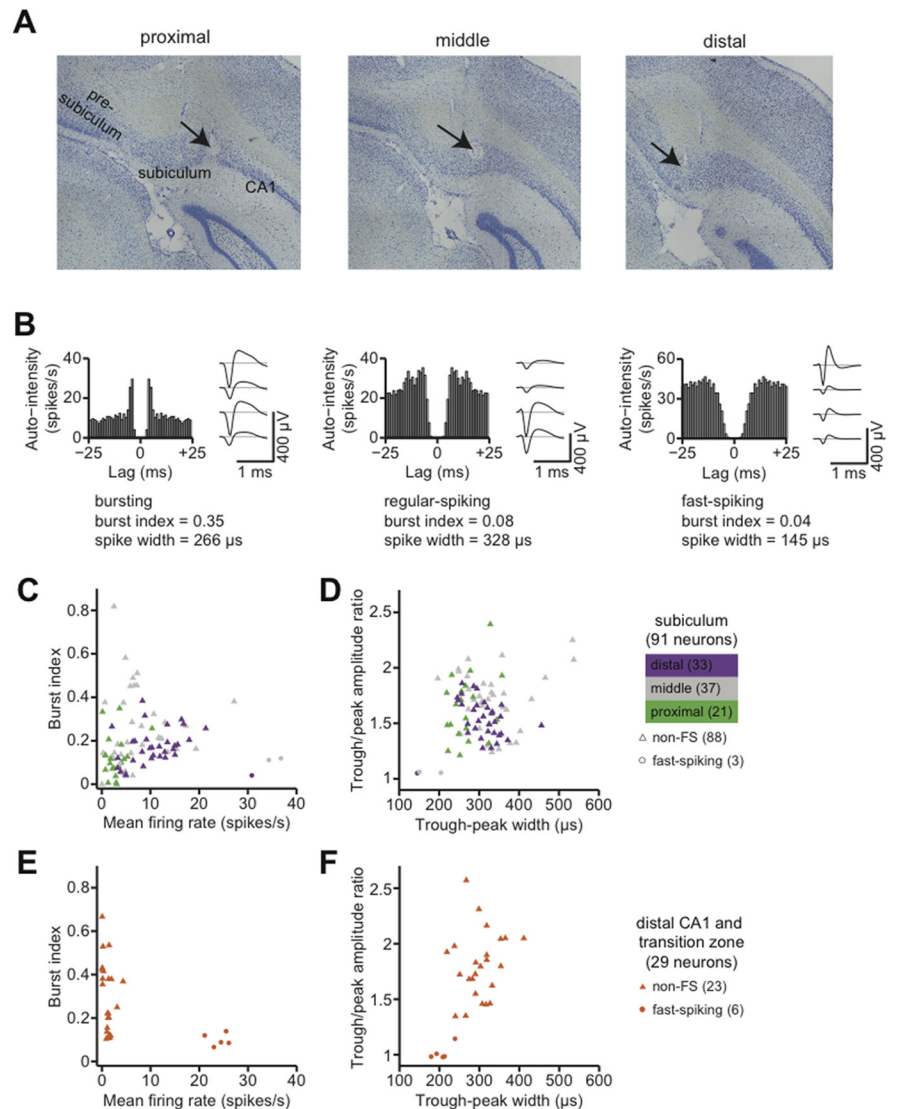 A
proximal
middle
distal
pre-
subiculum
subiculum
CA1
B
Auto−intensity
(spikes/s)
40
20
0
−25
0
+25
Lag (ms)
400 µV
1 ms
bursting
burst index = 0.35
spike width = 266 µs
Auto−intensity
(spikes/s)
40
20
0
−25
0
+25
Lag (ms)
400 µV
1 ms
regular-spiking
burst index = 0.08
spike width = 328 µs
Auto−intensity
(spikes/s)
60
30
0
−25
0
+25
Lag (ms)
400 µV
1 ms
fast-spiking
burst index = 0.04
spike width = 145 µs
C
Burst index
0.8
0.6
0.4
0.2
0
0
10
20
30
40
Mean firing rate (spikes/s)
D
Trough/peak amplitude ratio
2.5
2
1.5
1
100
200
300
400
500
600
Trough-peak width (µs)
subiculum
(91 neurons)
distal (33)
middle (37)
proximal (21)
non-FS (88)
fast-spiking (3)
E
Burst index
0.8
0.6
0.4
0.2
0
0
10
20
30
40
Mean firing rate (spikes/s)
F
Trough/peak amplitude ratio
2.5
2
1.5
1
100
200
300
400
500
600
Trough-peak width (µs)
distal CA1 and
transition zone
(29 neurons)
non-FS (23)
fast-spiking (6)